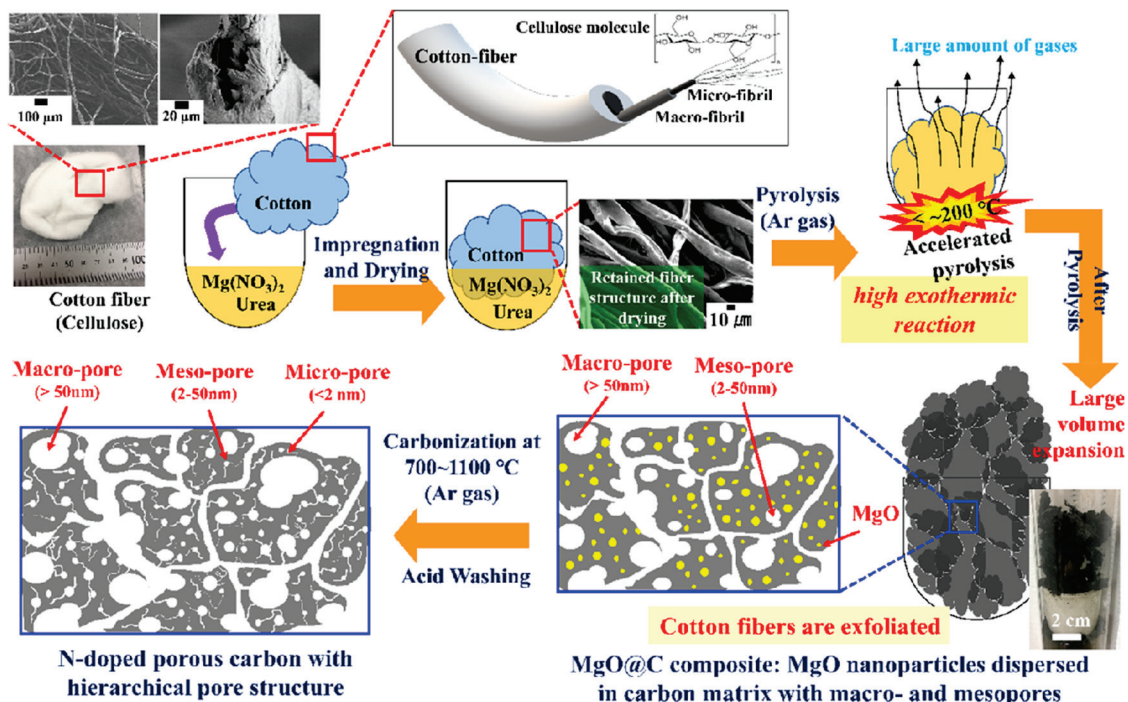 100 μm
20 μm
Cotton-fiber
Cellulose molecule
Micro-fibril
Macro-fibril
Cotton fiber
(Cellulose)
Cotton
Mg(NO3)2
Urea
Impregnation
and Drying
Cotton
Mg(NO3)2
Urea
Retained fiber
structure after
drying
10 μm
Pyrolysis
(Ar gas)
Large amount of gases
< ~200 °C
Accelerated
pyrolysis
high exothermic
reaction
After
Pyrolysis
Large
volume
expansion
2 cm
Macro-pore
(> 50nm)
Meso-pore
(2-50nm)
MgO
Cotton fibers are exfoliated
MgO@C composite: MgO nanoparticles dispersed
in carbon matrix with macro- and mesopores
Carbonization at
700~1100 °C
(Ar gas)
Acid Washing
Macro-pore
(> 50nm)
Meso-pore
(2-50nm)
Micro-pore
(<2 nm)
N-doped porous carbon with
hierarchical pore structure